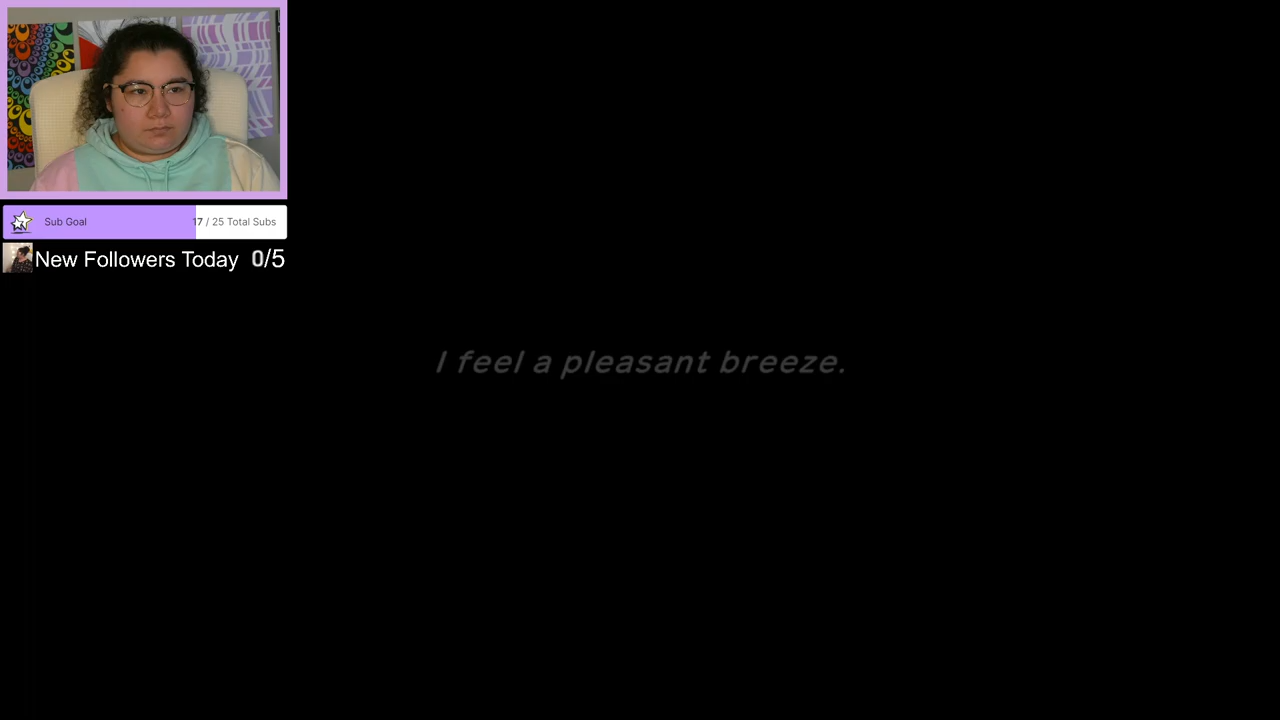 Sub Goal
17 / 25 Total Subs
New Followers Today 0/5
I feel a pleasant breeze.